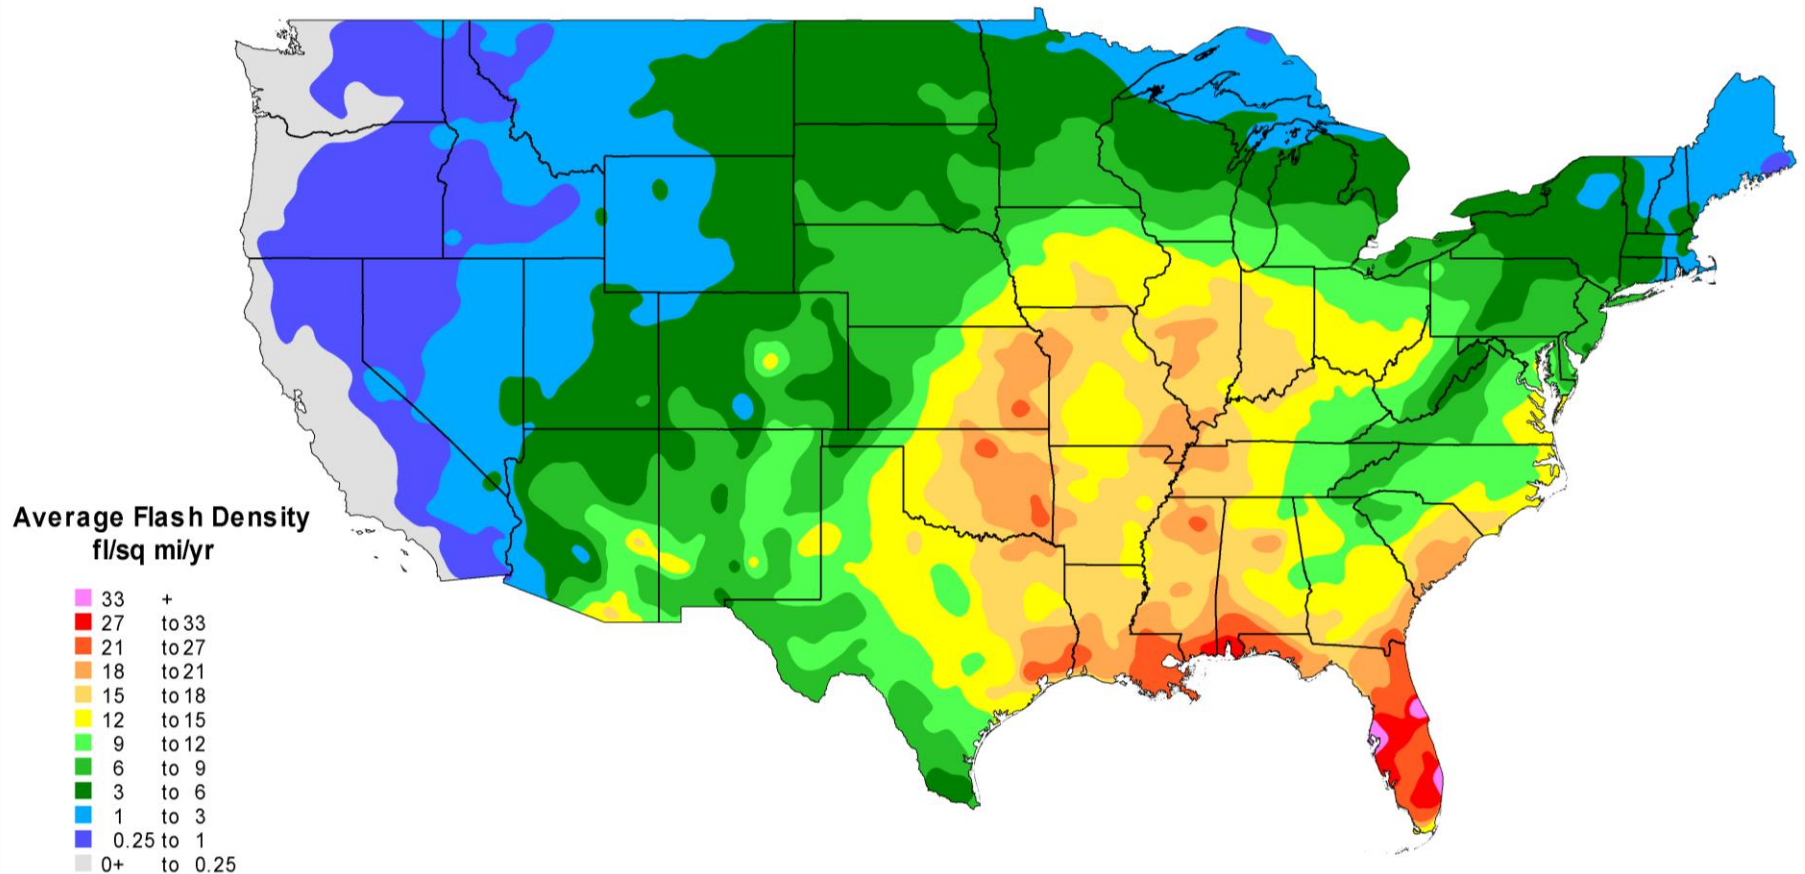 Average Flash Density
fl/sq mi/yr
33 +
27 to 33
21 to 27
18 to 21
15 to 18
12 to 15
9 to 12
6 to 9
3 to 6
1 to 3
0.25 to 1
0+ to 0.25